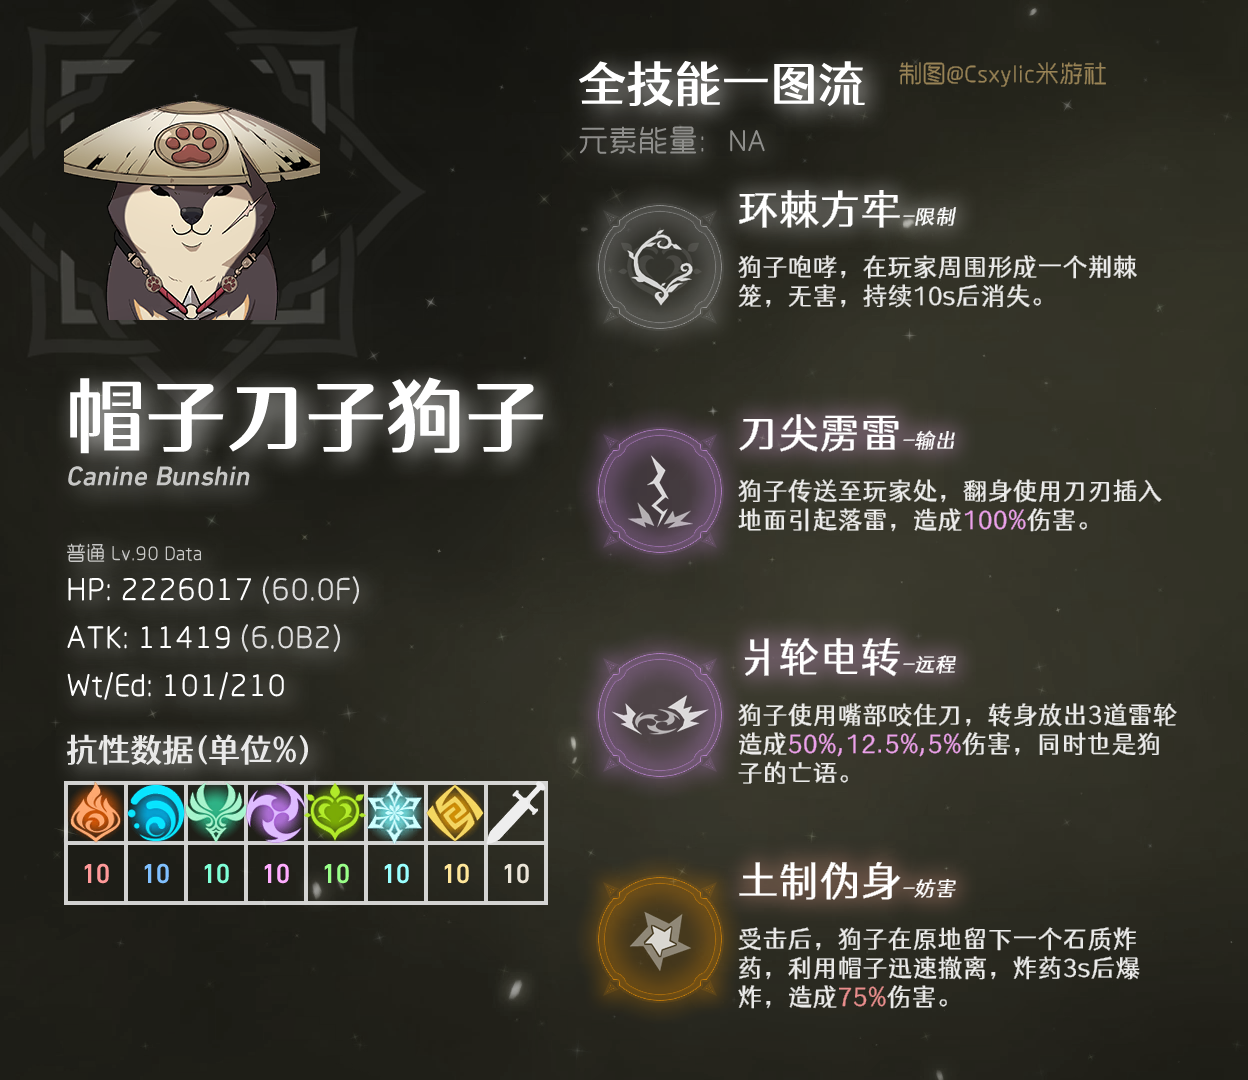 全技能一图流
制图@Csxylic米游社
元素能量： NA
帽子刀子狗子
Canine Bunshin
普通 Lv.90 Data
HP: 2226017 (60.0F)
ATK: 11419 (6.0B2)
Wt/Ed: 101/210
抗性数据(单位%)
10 10 10 10 10 10 10 10
环棘方牢–限制
狗子咆哮，在玩家周围形成一个荆棘
笼，无害，持续10s后消失。
刀尖雳雷–输出
狗子传送至玩家处，翻身使用刀刃插入
地面引起落雷，造成100%伤害。
爿轮电转–远程
狗子使用嘴部咬住刀，转身放出3道雷轮
造成50%,12.5%,5%伤害，同时也是狗
子的亡语。
土制伪身–妨害
受击后，狗子在原地留下一个石质炸
药，利用帽子迅速撤离，炸药3s后爆
炸，造成75%伤害。